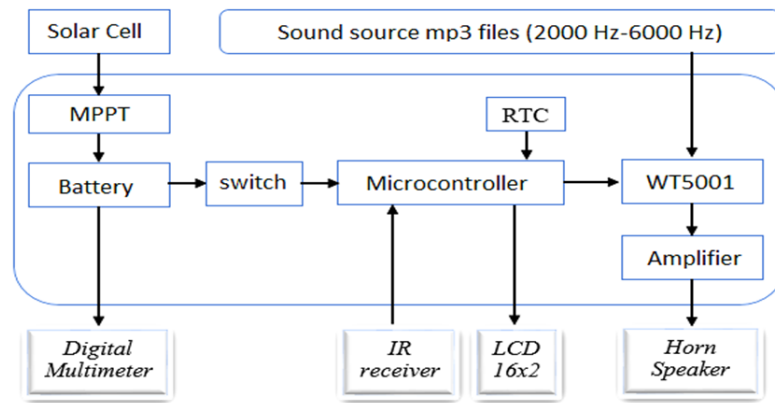 Solar Cell
Sound source mp3 files (2000 Hz-6000 Hz)
MPPT
RTC
Battery
switch
Microcontroller
WT5001
Amplifier
Digital
Multimeter
IR
receiver
LCD
16x2
Horn
Speaker